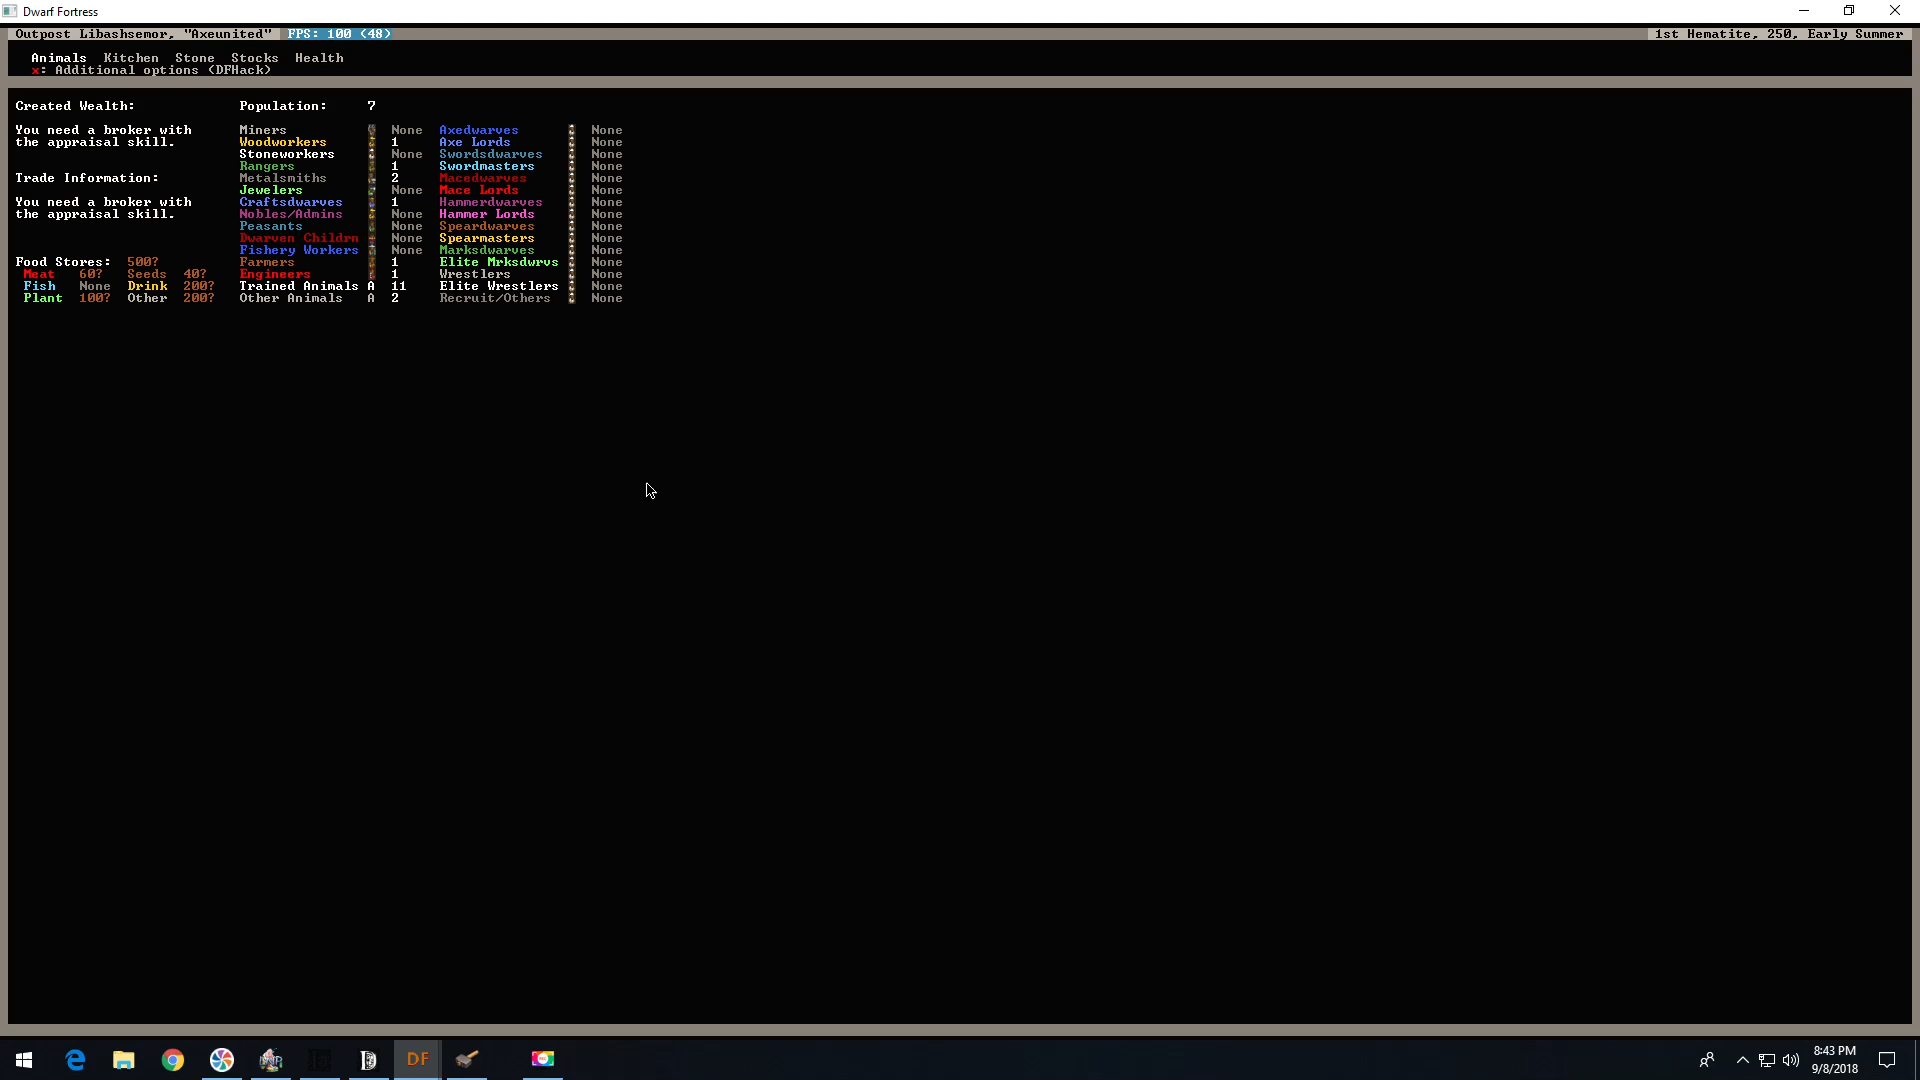 Dwarf Fortress
Outpost Libashsemor, "Axeunited" FPS: 100 (48) 1st Hematite, 250, Early Summer
Animals Kitchen Stone Stocks Health
x: Additional options (DFHack)
Created Wealth: Population: 7
You need a broker with Miners None Axedwarves None
the appraisal skill. Woodworkers 1 Axe Lords None
Stoneworkers None Swordsdwarves None
Rangers 1 Swordmasters None
Trade Information: Metalsmiths 2 Macedwarves None
Jewelers None Mace Lords None
You need a broker with Craftsdwarves 1 Hammerdwarves None
the appraisal skill. Nobles/Admins None Hammer Lords None
Peasants None Speardwarves None
Dwarven Childrn None Spearmasters None
Fishery Workers None Marksdwarves None
Food Stores: 500? Farmers 1 Elite Mrksdwrvs None
Meat 60? Seeds 40? Engineers 1 Wrestlers None
Fish None Drink 200? Trained Animals A 11 Elite Wrestlers None
Plant 100? Other 200? Other Animals A 2 Recruit/Others None
DF
8:43 PM
9/8/2018